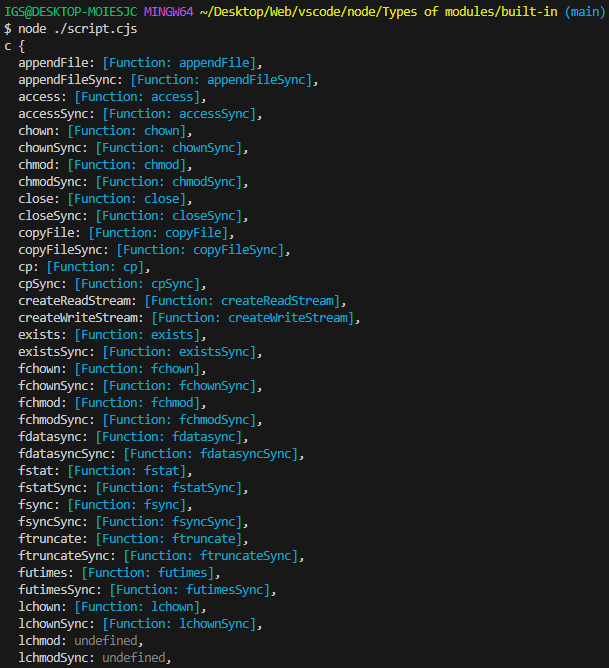 IGS@DESKTOP-MOIESJC MINGW64 ~/Desktop/Web/vscode/node/Types of modules/built-in (main)
$ node ./script.cjs
c {
  appendFile: [Function: appendFile],
  appendFileSync: [Function: appendFileSync],
  access: [Function: access],
  accessSync: [Function: accessSync],
  chown: [Function: chown],
  chownSync: [Function: chownSync],
  chmod: [Function: chmod],
  chmodSync: [Function: chmodSync],
  close: [Function: close],
  closeSync: [Function: closeSync],
  copyFile: [Function: copyFile],
  copyFileSync: [Function: copyFileSync],
  cp: [Function: cp],
  cpSync: [Function: cpSync],
  createReadStream: [Function: createReadStream],
  createWriteStream: [Function: createWriteStream],
  exists: [Function: exists],
  existsSync: [Function: existsSync],
  fchown: [Function: fchown],
  fchownSync: [Function: fchownSync],
  fchmod: [Function: fchmod],
  fchmodSync: [Function: fchmodSync],
  fdatasync: [Function: fdatasync],
  fdatasyncSync: [Function: fdatasyncSync],
  fstat: [Function: fstat],
  fstatSync: [Function: fstatSync],
  fsync: [Function: fsync],
  fsyncSync: [Function: fsyncSync],
  ftruncate: [Function: ftruncate],
  ftruncateSync: [Function: ftruncateSync],
  futimes: [Function: futimes],
  futimesSync: [Function: futimesSync],
  lchown: [Function: lchown],
  lchownSync: [Function: lchownSync],
  lchmod: undefined,
  lchmodSync: undefined,